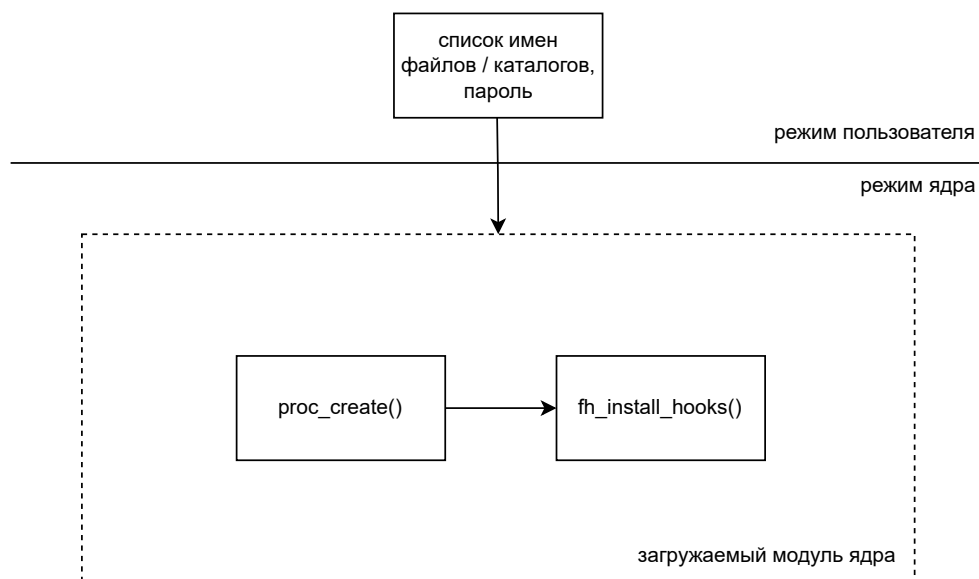 список имен
файлов / каталогов,
пароль
режим пользователя
режим ядра
proc_create()
fh_install_hooks()
загружаемый модуль ядра